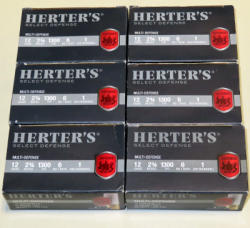 HERTER'S
SELECT DEFENSE
MULTI-DEFENSE
12 2¾ 1300 6 1
HERTER'S
SELECT DEFENSE
MULTI-DEFENSE
12 2¾ 1300 6 1
HERTER'S
SELECT DEFENSE
MULTI-DEFENSE
12 2¾ 1300 6 1
HERTER'S
SELECT DEFENSE
MULTI-DEFENSE
12 2¾ 1300 6 1
HERTER'S
SELECT DEFENSE
MULTI-DEFENSE
12 2¾ 1300 6 1
HERTER'S
SELECT DEFENSE
MULTI-DEFENSE
12 2¾ 1300 6 1